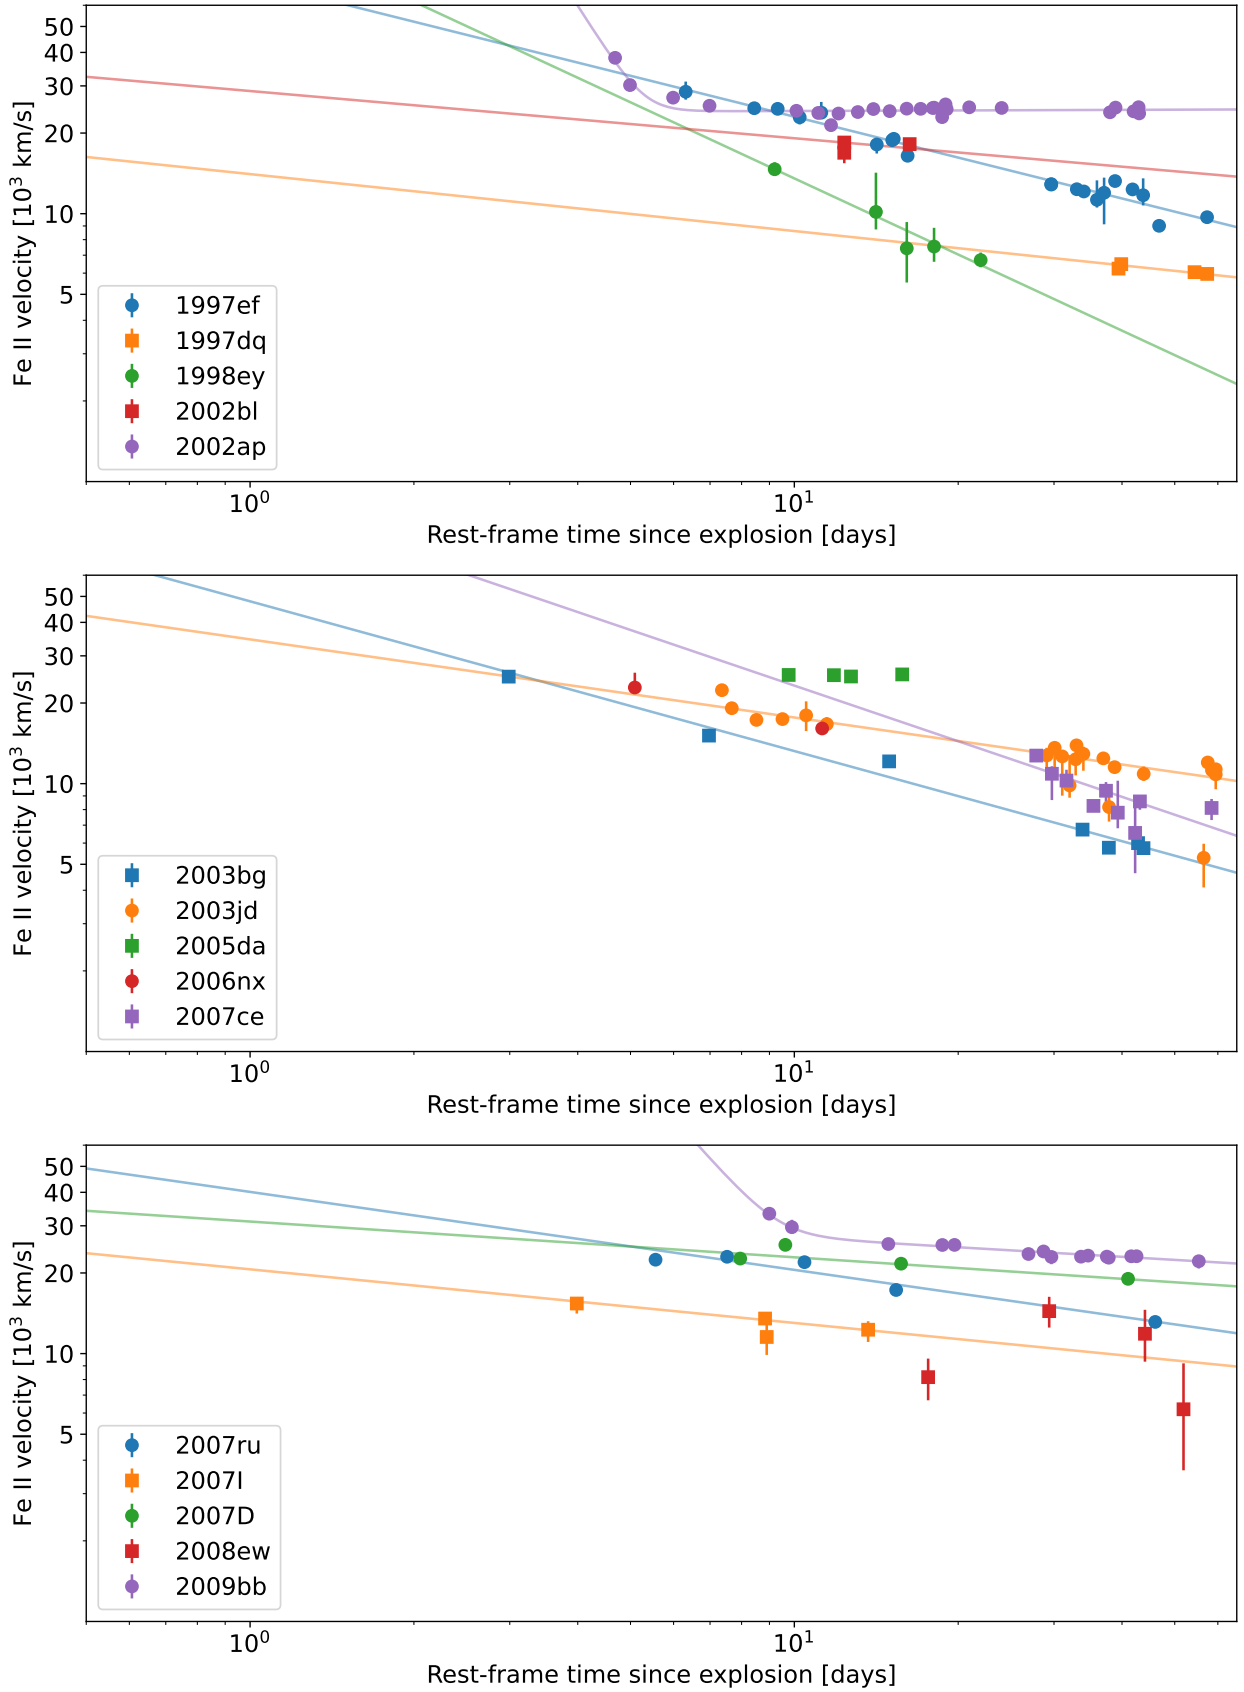 50
40
30
20
10
5
Fe II velocity [10³ km/s]
1997ef
1997dq
1998ey
2002bl
2002ap
10⁰ 10¹
Rest-frame time since explosion [days]
50
40
30
20
10
5
Fe II velocity [10³ km/s]
2003bg
2003jd
2005da
2006nx
2007ce
10⁰ 10¹
Rest-frame time since explosion [days]
50
40
30
20
10
5
Fe II velocity [10³ km/s]
2007ru
2007I
2007D
2008ew
2009bb
10⁰ 10¹
Rest-frame time since explosion [days]